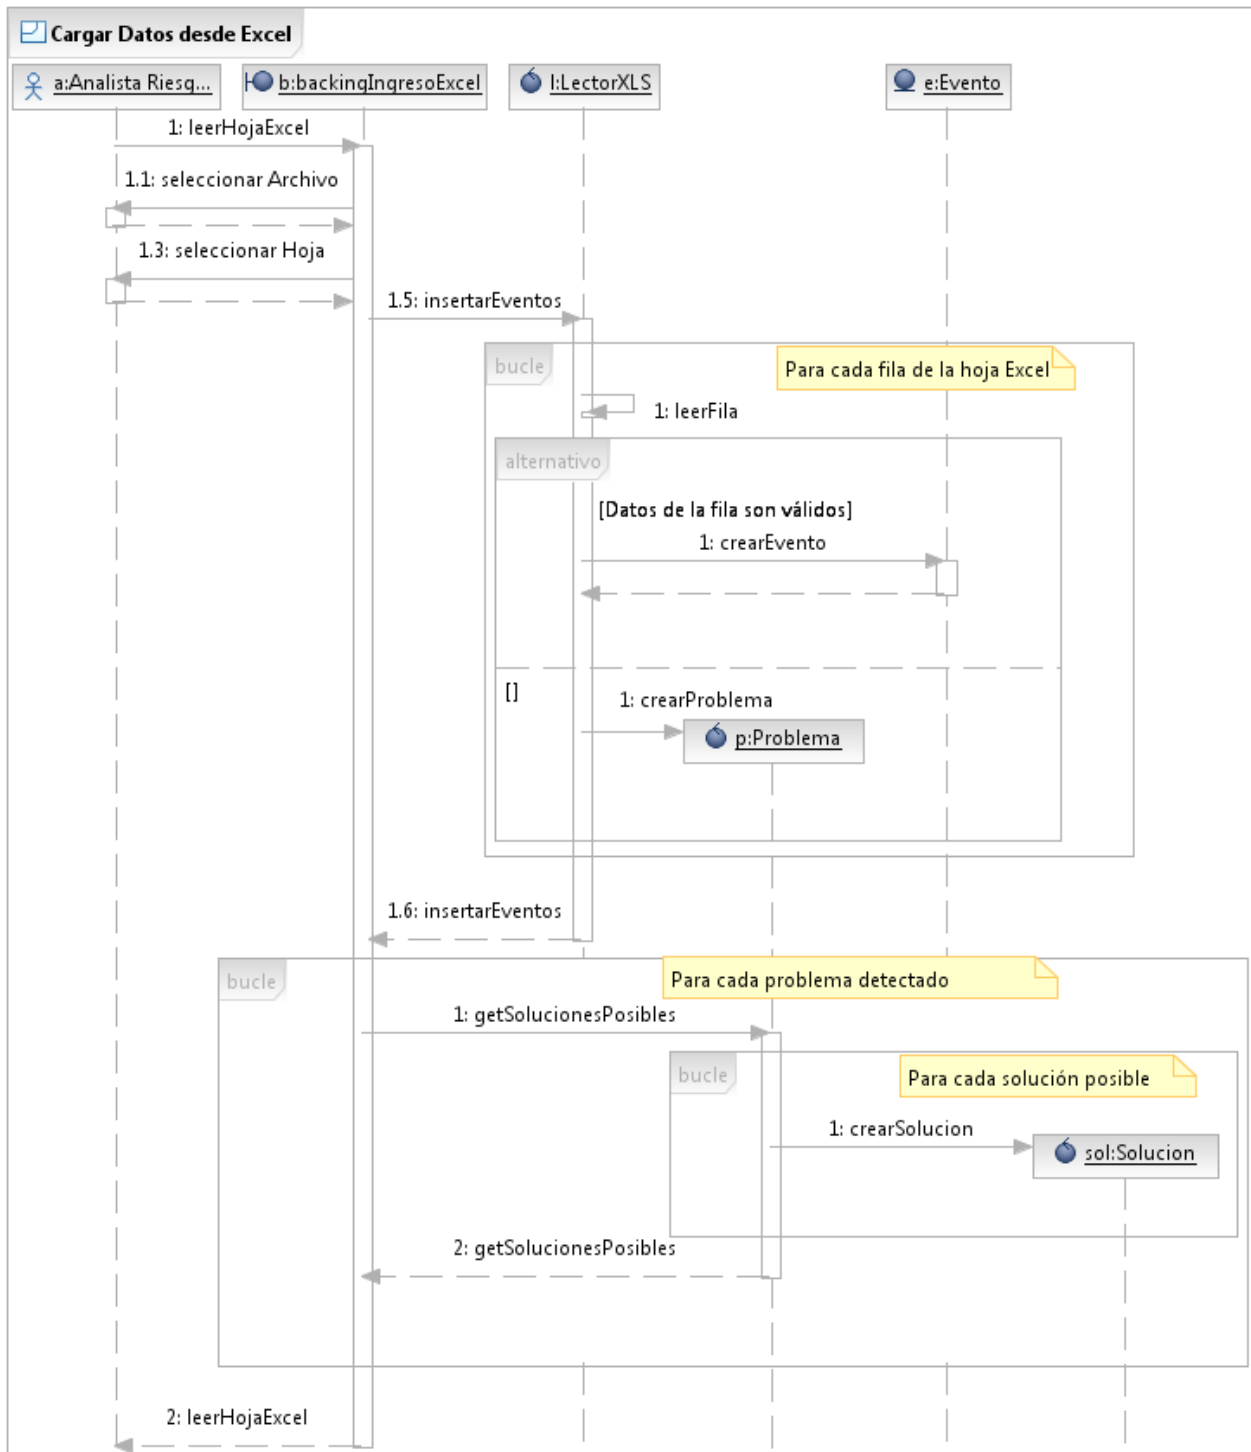 Cargar Datos desde Excel
a:Analista Riesg...
b:backingIngresoExcel
l:LectorXLS
e:Evento
1: leerHojaExcel
1.1: seleccionar Archivo
1.3: seleccionar Hoja
1.5: insertarEventos
bucle
Para cada fila de la hoja Excel
1: leerFila
alternativo
[Datos de la fila son válidos]
1: crearEvento
[]
1: crearProblema
p:Problema
1.6: insertarEventos
bucle
Para cada problema detectado
1: getSolucionesPosibles
bucle
Para cada solución posible
1: crearSolucion
sol:Solucion
2: getSolucionesPosibles
2: leerHojaExcel